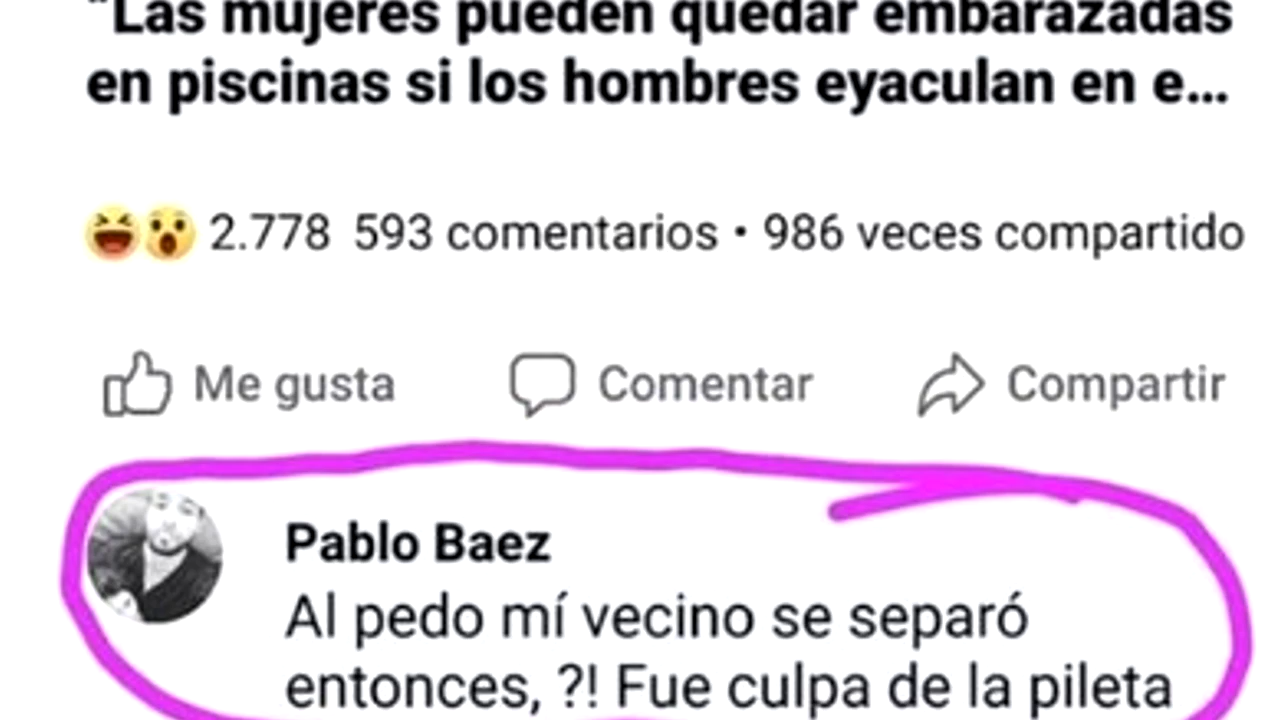 "Las mujeres pueden quedar embarazadas
en piscinas si los hombres eyaculan en e...
2.778 593 comentarios • 986 veces compartido
Me gusta Comentar Compartir
Pablo Baez
Al pedo mí vecino se separó
entonces, ?! Fue culpa de la pileta